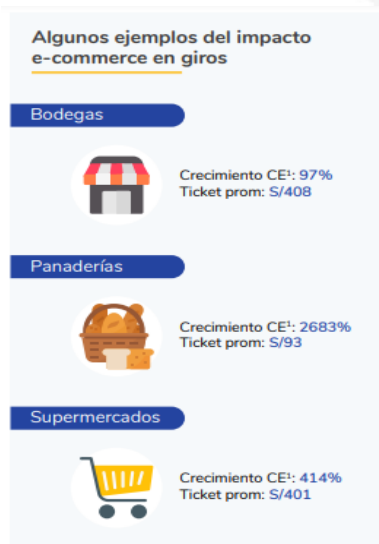 Algunos ejemplos del impacto
e-commerce en giros
Bodegas
Crecimiento CE¹: 97%
Ticket prom: S/408
Panaderías
Crecimiento CE¹: 2683%
Ticket prom: S/93
Supermercados
Crecimiento CE¹: 414%
Ticket prom: S/401